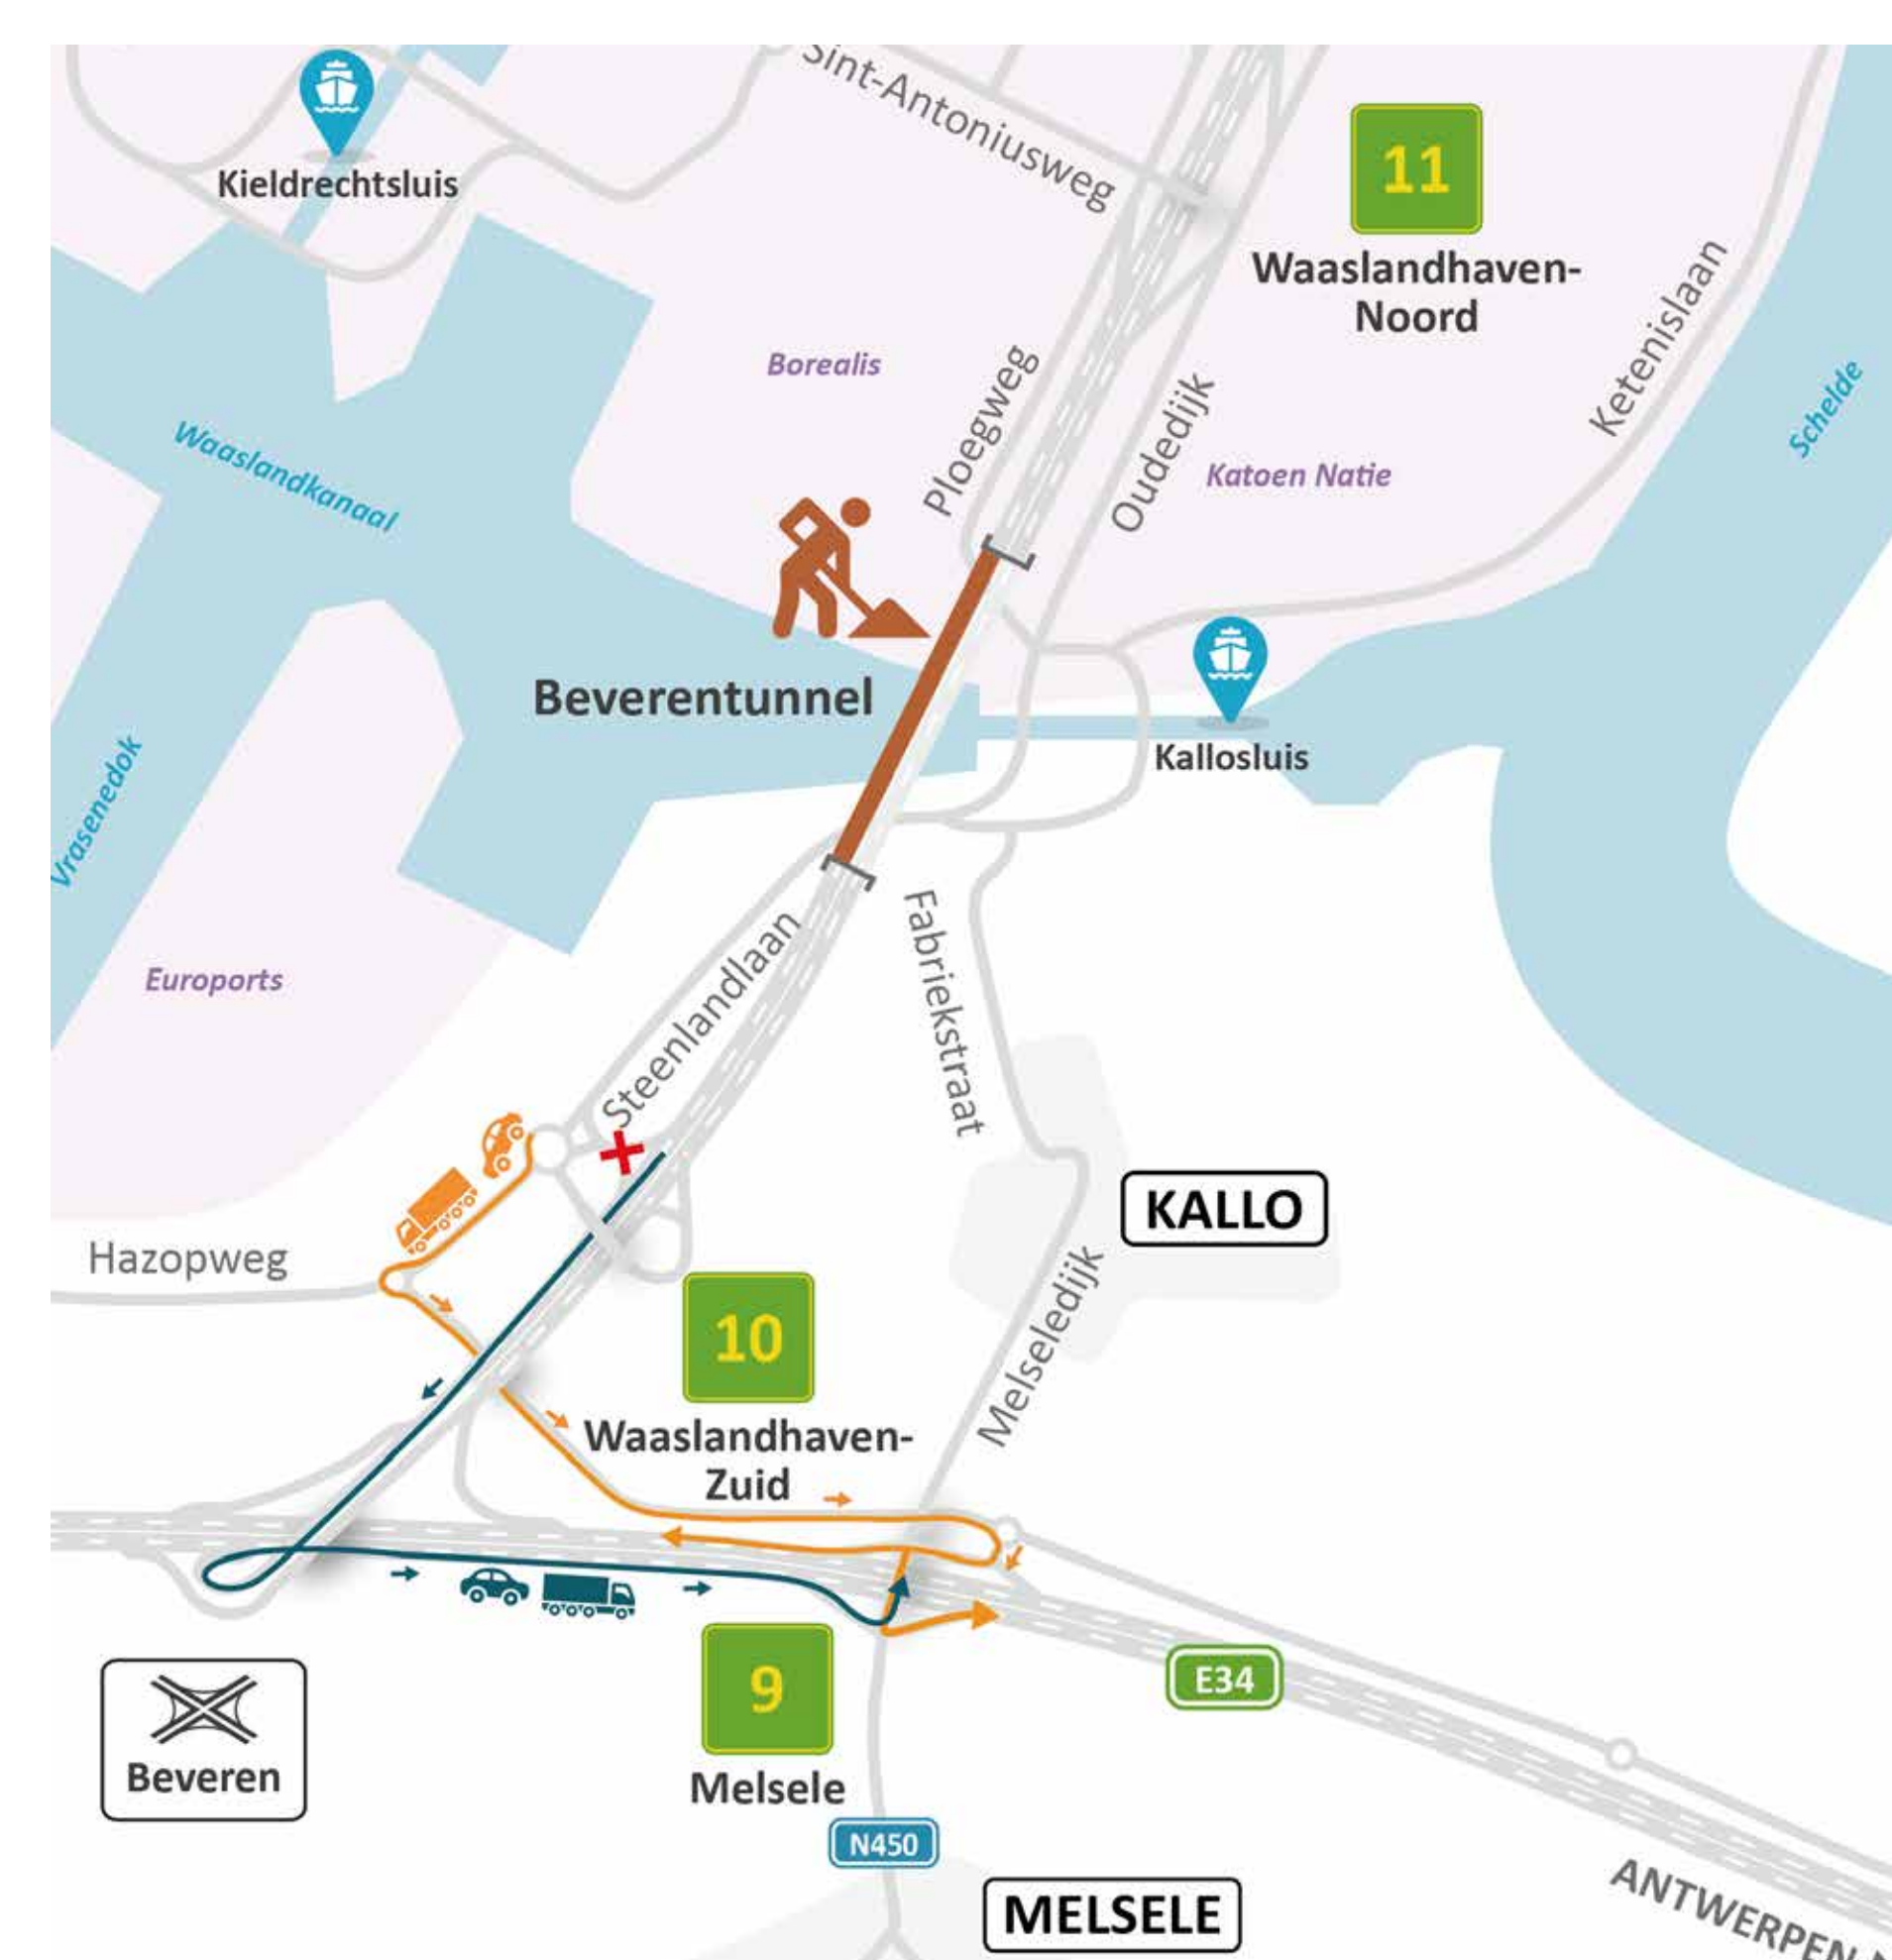 Sint-Antoniusweg
11
Kieldrechtsluis
Waaslandhaven-
Noord
Ketenislaan
Borealis
Ploegweg
Oudedijk
Schelde
Katoen Natie
Waaslandkanaal
Beverentunnel
Kallosluis
Vrasenedok
Euroports
Steenlandlaan
Fabriekstraat
KALLO
Hazopweg
10
Melseledijk
Waaslandhaven-
Zuid
9
E34
Beveren
Melsele
N450
MELSELE
ANTWERPEN